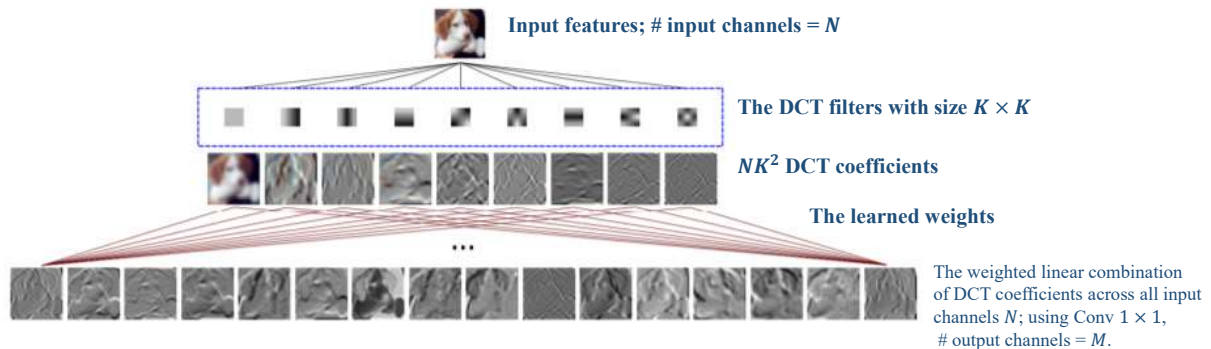 Input features; # input channels = N
The DCT filters with size K × K
NK² DCT coefficients
The learned weights
...
The weighted linear combination
of DCT coefficients across all input
channels N; using Conv 1 × 1,
# output channels = M.